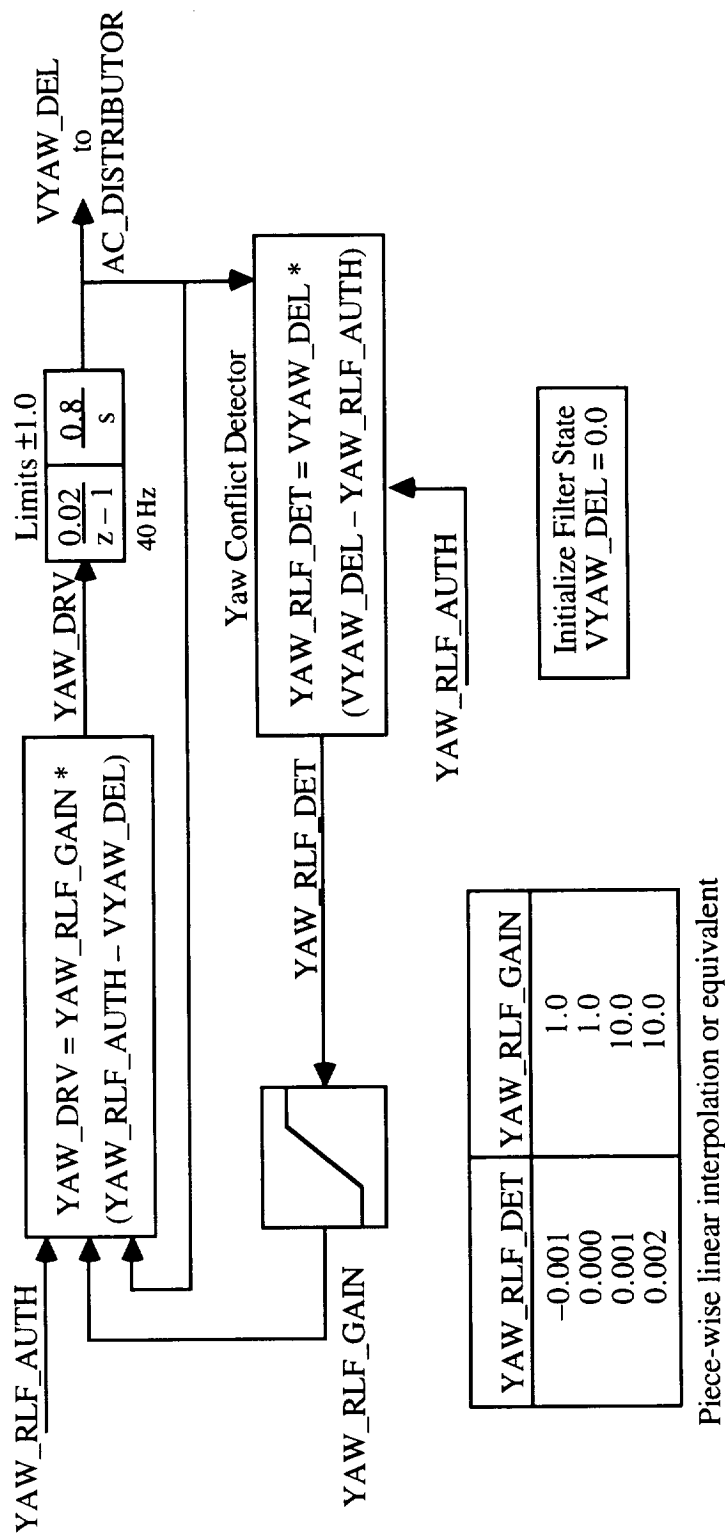 YAW_RLF_AUTH
YAW_DRV = YAW_RLF_GAIN *
(YAW_RLF_AUTH – VYAW_DEL)
YAW_DRV
Limits ±1.0
0.02
z – 1
0.8
s
40 Hz
VYAW_DEL
to
AC_DISTRIBUTOR
YAW_RLF_GAIN
YAW_RLF_DET
Yaw Conflict Detector
YAW_RLF_DET = VYAW_DEL *
(VYAW_DEL – YAW_RLF_AUTH)
YAW_RLF_AUTH
YAW_RLF_DET YAW_RLF_GAIN
–0.001 1.0
0.000 1.0
0.001 10.0
0.002 10.0
Piece-wise linear interpolation or equivalent
Initialize Filter State
VYAW_DEL = 0.0